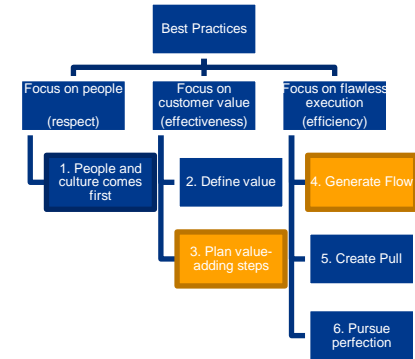 Best Practices
Focus on people
(respect)
Focus on
customer value
(effectiveness)
Focus on flawless
execution
(efficiency)
1. People and
culture comes
first
2. Define value
3. Plan value-
adding steps
4. Generate Flow
5. Create Pull
6. Pursue
perfection